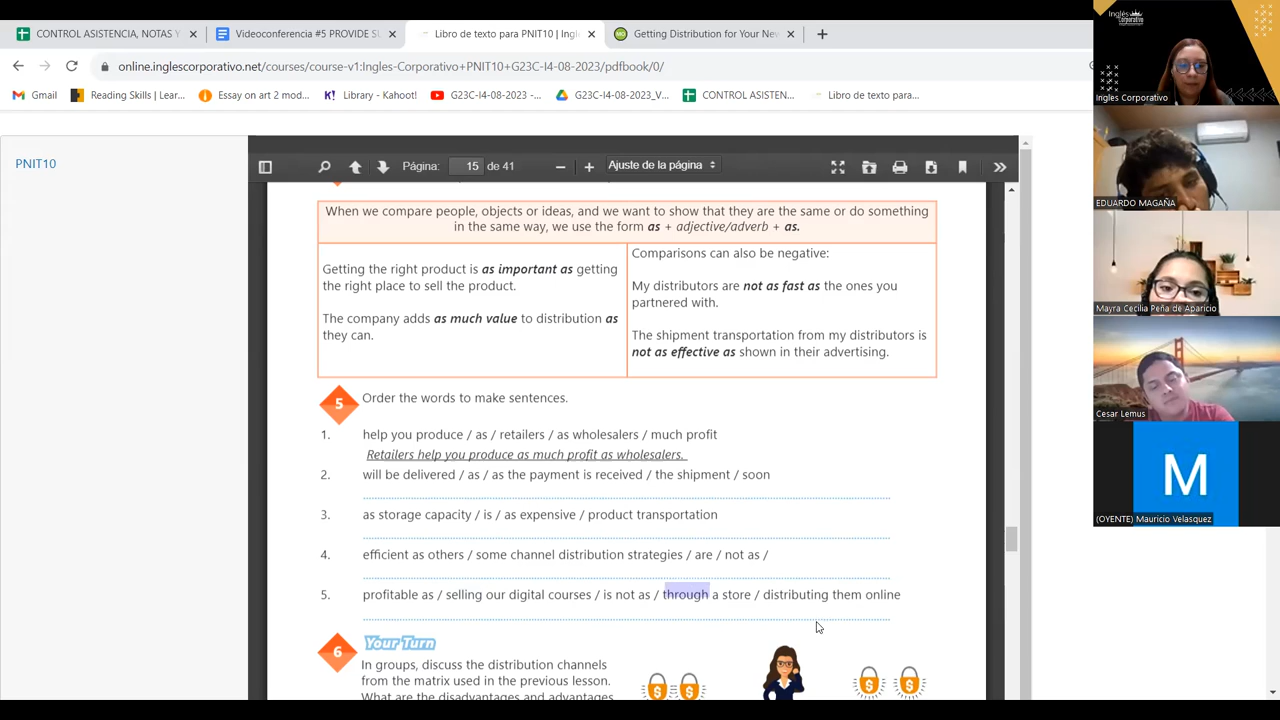 CONTROL ASISTENCIA, NOTAS Y
Videoconferencia #5 PROVIDE SU
Libro de texto para PNIT10 | Ingl
Getting Distribution for Your New
online.inglescorporativo.net/courses/course-v1:Ingles-Corporativo+PNIT10+G23C-I4-08-2023/pdfbook/0/
Gmail
Reading Skills | Lear...
Essay on art 2 mod...
Library - Kano...
G23C-I4-08-2023 -...
G23C-I4-08-2023_V...
CONTROL ASISTEN...
Libro de texto para...
PNIT10
Página: 15 de 41
Ajuste de la página
When we compare people, objects or ideas, and we want to show that they are the same or do something
in the same way, we use the form as + adjective/adverb + as.
Getting the right product is as important as getting
the right place to sell the product.
The company adds as many channels to distribution as
they can.
Comparisons can also be negative:
My distributors are not as fast as the ones you
partnered with.
The shipment transportation from my distributors is
not as effective as shown in their advertising.
5 Order the words to make sentences.
1. help you produce / as / retailers / as wholesalers / much profit
Retailers help you produce as much profit as wholesalers.
2. will be delivered / as / as the payment is received / the shipment / soon
3. as storage capacity / is / as expensive / product transportation
4. efficient as others / some channel distribution strategies / are / not as /
5. profitable as / selling our digital courses / is not as / through a store / distributing them online
6 Your Turn
In groups, discuss the distribution channels
from the matrix used in the previous lesson.
What are the disadvantages and advantages
Inglés
Corporativo
Ingles Corporativo
EDUARDO MAGAÑA
Mayra Cecilia Peña de Aparicio
Cesar Lemus
M
(OYENTE) Mauricio Velasquez